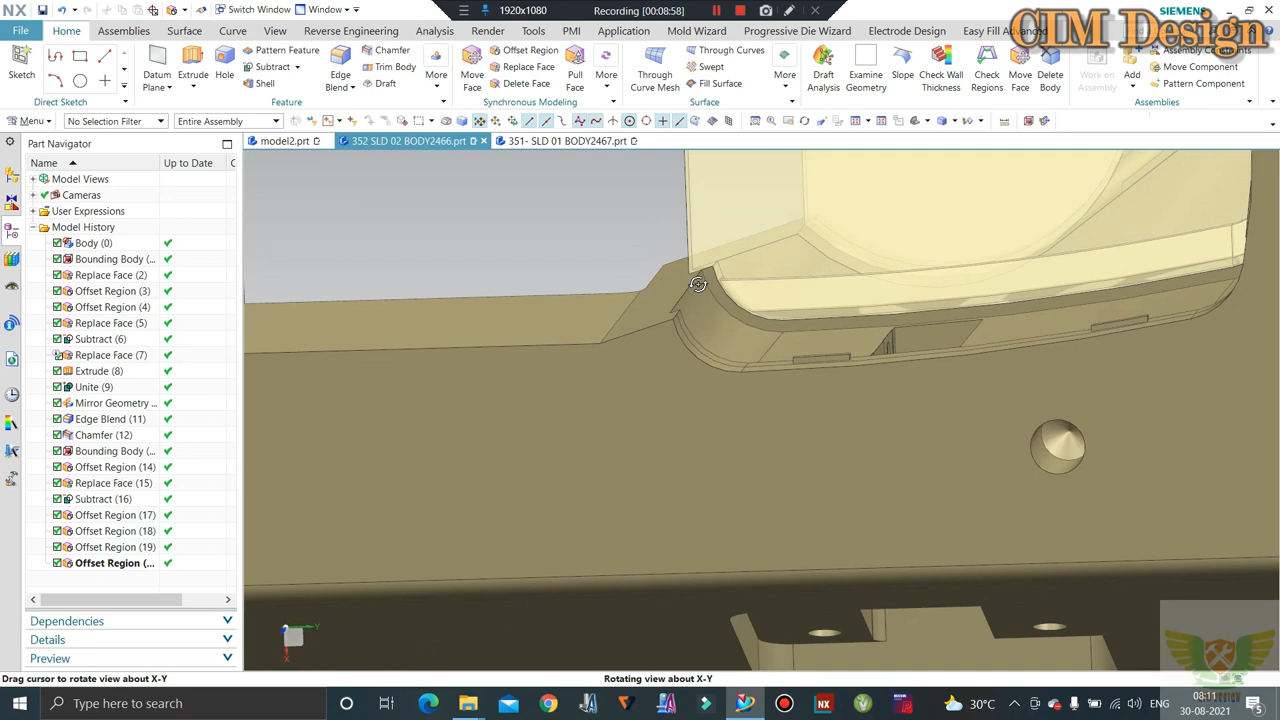 NX Switch Window Window 1920x1080 Recording [00:08:58] SIEMENS
CIM Design
File Home Assemblies Surface Curve View Reverse Engineering Analysis Render Tools PMI Application Mold Wizard Progressive Die Wizard Electrode Design Easy Fill Advanced
Sketch Datum Plane Extrude Hole Pattern Feature Subtract Shell Edge Blend Chamfer Trim Body Draft More Move Face Offset Region Replace Face Delete Face Pull Face More Through Curve Mesh Through Curves Swept Fill Surface More Draft Analysis Examine Geometry Slope Check Wall Thickness Check Regions Move Face Delete Body Work on Assembly Add Assembly Constraints Move Component Pattern Component
Direct Sketch Feature Synchronous Modeling Surface Assemblies
Menu No Selection Filter Entire Assembly
Part Navigator model2.prt 352 SLD 02 BODY2466.prt 351- SLD 01 BODY2467.prt
Name Up to Date C
Model Views
Cameras
User Expressions
Model History
Body (0)
Bounding Body (...
Replace Face (2)
Offset Region (3)
Offset Region (4)
Replace Face (5)
Subtract (6)
Replace Face (7)
Extrude (8)
Unite (9)
Mirror Geometry ...
Edge Blend (11)
Chamfer (12)
Bounding Body (...
Offset Region (14)
Replace Face (15)
Subtract (16)
Offset Region (17)
Offset Region (18)
Offset Region (19)
Offset Region (...
Dependencies
Details
Preview
Y
X
Drag cursor to rotate view about X-Y Rotating view about X-Y
Type here to search 30°C ENG 08:11
30-08-2021 5